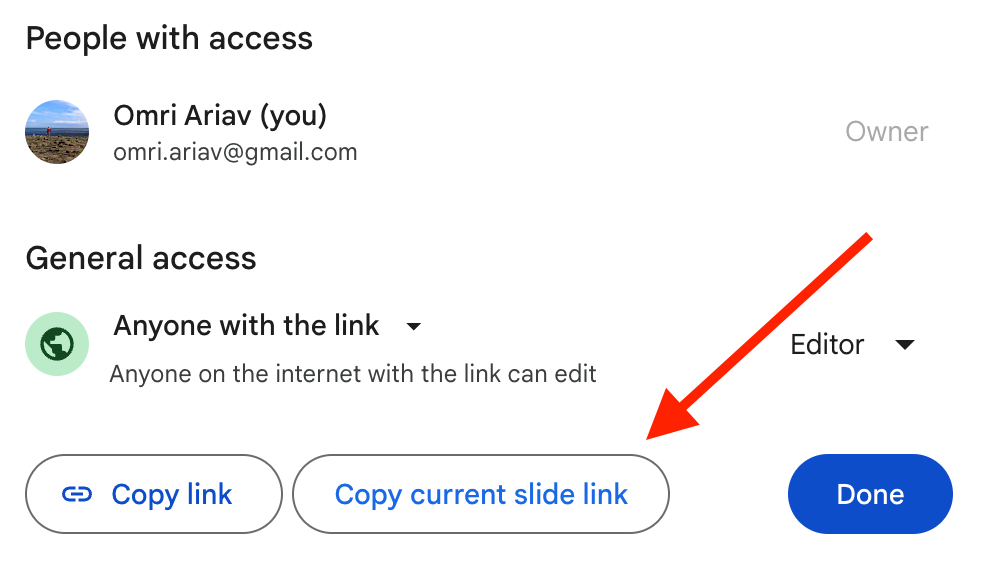 People with access
Omri Ariav (you)
omri.ariav@gmail.com
Owner
General access
Anyone with the link
Anyone on the internet with the link can edit
Editor
Copy link
Copy current slide link
Done